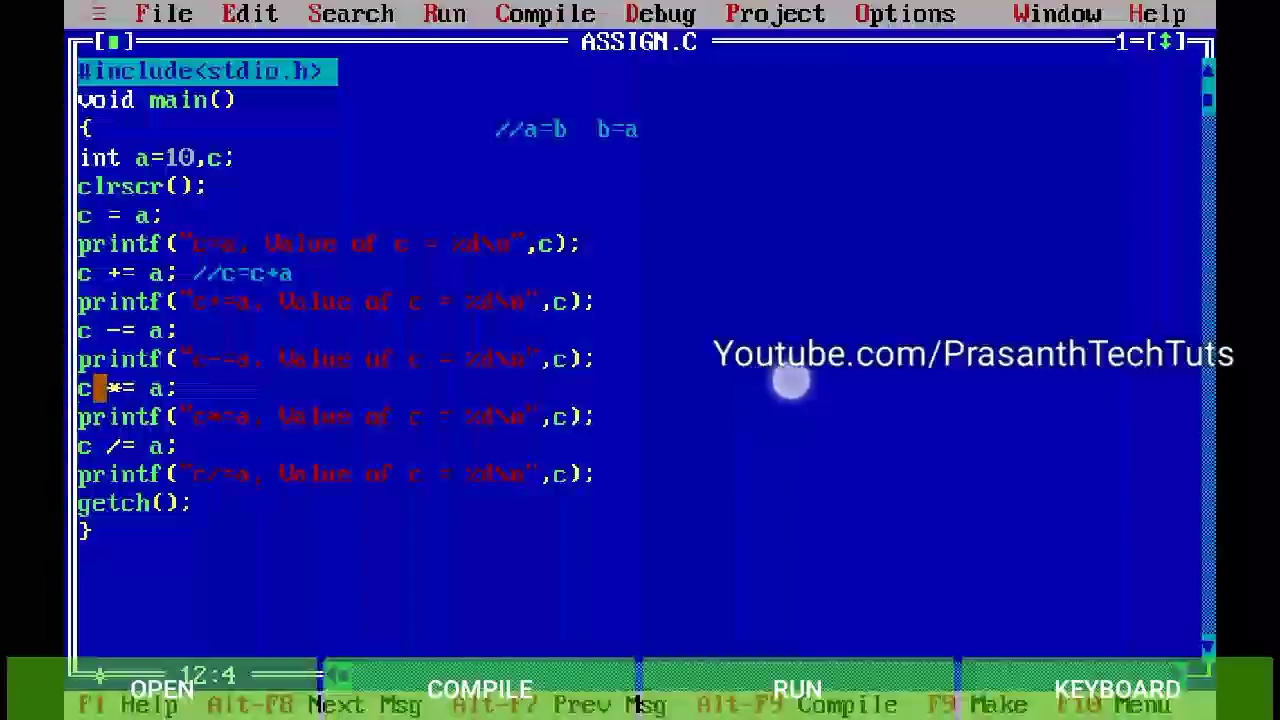 ≡ File Edit Search Run Compile Debug Project Options Window Help
[■] ASSIGN.C 1=[↕]
#include<stdio.h>
void main()
{ //a=b b=a
int a=10,c;
clrscr();
c = a;
printf("c=a, Value of c = %d\n",c);
c += a; //c=c+a
printf("c+=a, Value of c = %d\n",c);
c -= a;
printf("c-=a, Value of c = %d\n",c);
Youtube.com/PrasanthTechTuts
c *= a;
printf("c*=a, Value of c = %d\n",c);
c /= a;
printf("c/=a, Value of c = %d\n",c);
getch();
}
12:4
OPEN COMPILE RUN KEYBOARD
F1 Help Alt-F8 Next Msg Alt-F7 Prev Msg Alt-F9 Compile F9 Make F10 Menu